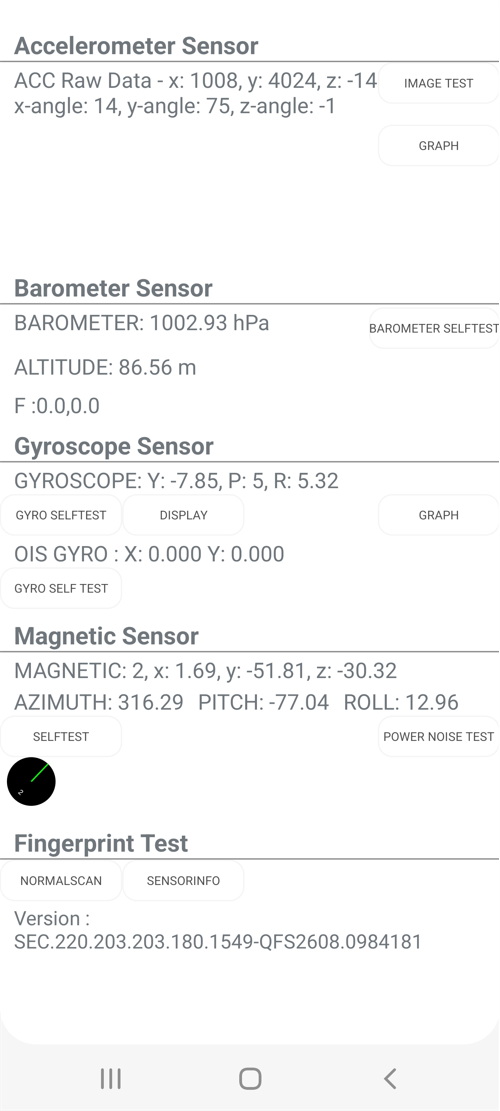 Accelerometer Sensor
ACC Raw Data - x: 1008, y: 4024, z: -14
IMAGE TEST
x-angle: 14, y-angle: 75, z-angle: -1
GRAPH
Barometer Sensor
BAROMETER: 1002.93 hPa
BAROMETER SELFTEST
ALTITUDE: 86.56 m
F :0.0,0.0
Gyroscope Sensor
GYROSCOPE: Y: -7.85, P: 5, R: 5.32
GYRO SELFTEST DISPLAY GRAPH
OIS GYRO : X: 0.000 Y: 0.000
GYRO SELF TEST
Magnetic Sensor
MAGNETIC: 2, x: 1.69, y: -51.81, z: -30.32
AZIMUTH: 316.29 PITCH: -77.04 ROLL: 12.96
SELFTEST POWER NOISE TEST
2
Fingerprint Test
NORMALSCAN SENSORINFO
Version :
SEC.220.203.203.180.1549-QFS2608.0984181